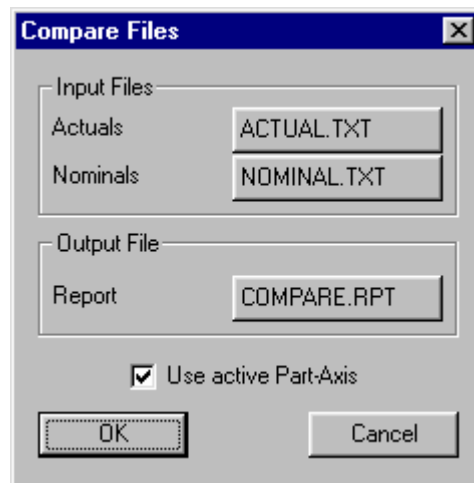 Compare Files
Input Files
Actuals ACTUAL.TXT
Nominals NOMINAL.TXT
Output File
Report COMPARE.RPT
Use active Part-Axis
OK Cancel